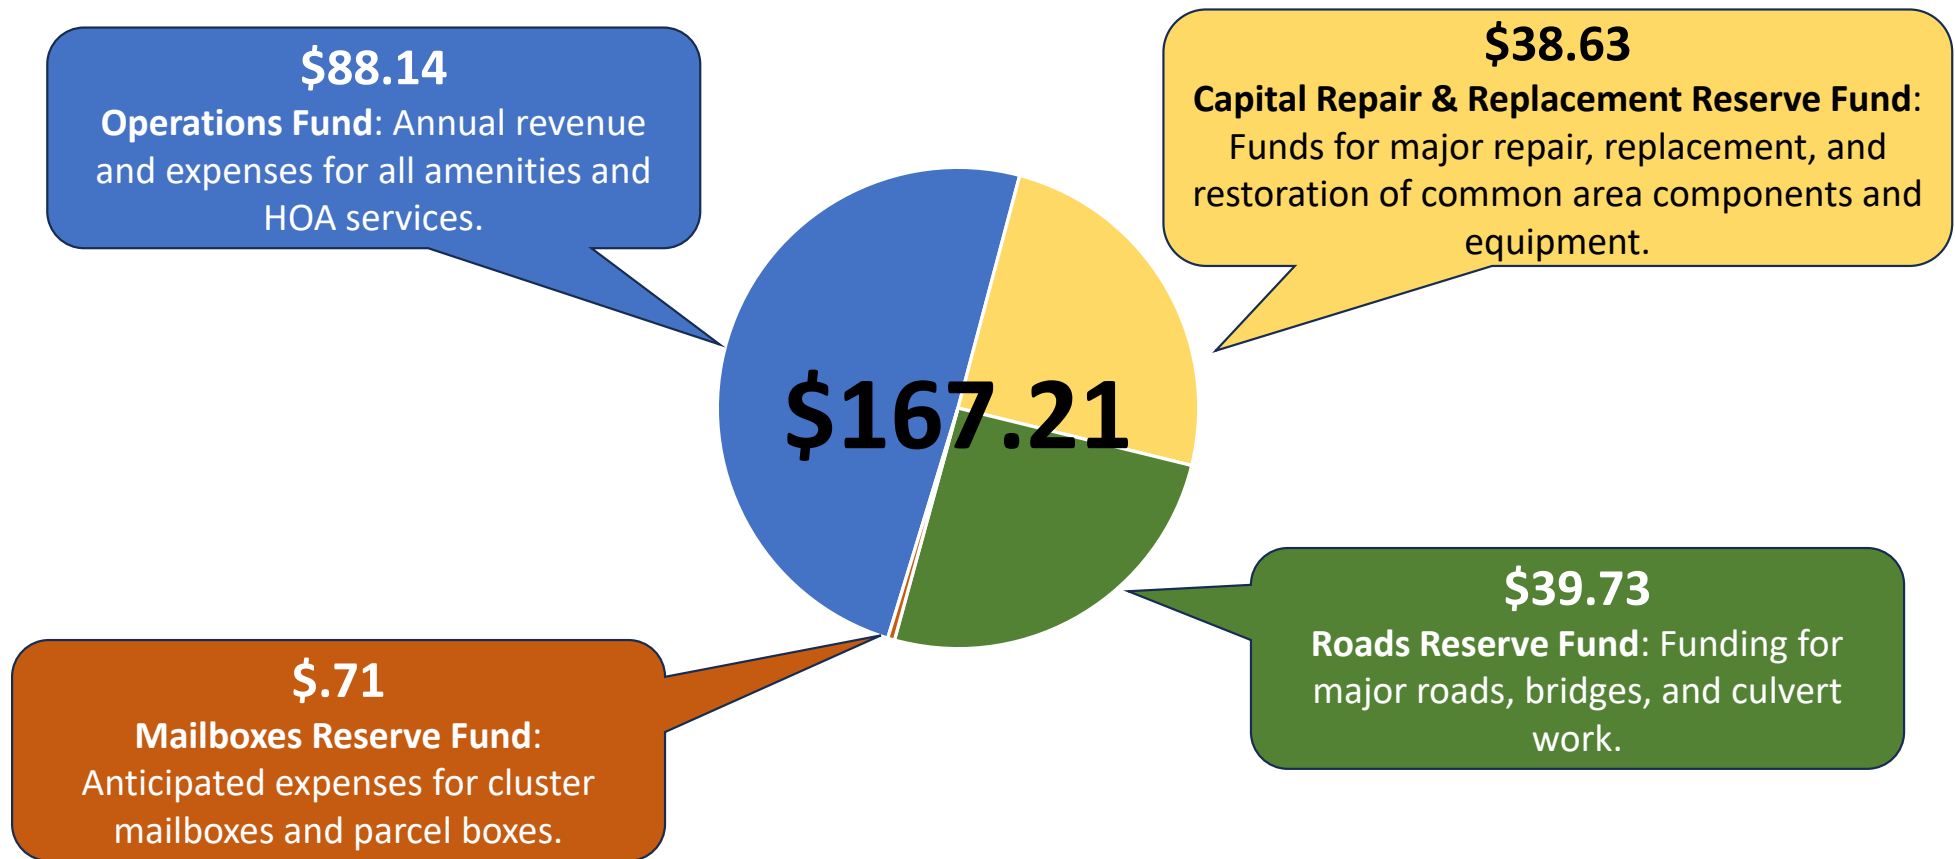 $88.14
Operations Fund: Annual revenue
and expenses for all amenities and
HOA services.
$38.63
Capital Repair & Replacement Reserve Fund:
Funds for major repair, replacement, and
restoration of common area components and
equipment.
$167.21
$.71
Mailboxes Reserve Fund:
Anticipated expenses for cluster
mailboxes and parcel boxes.
$39.73
Roads Reserve Fund: Funding for
major roads, bridges, and culvert
work.